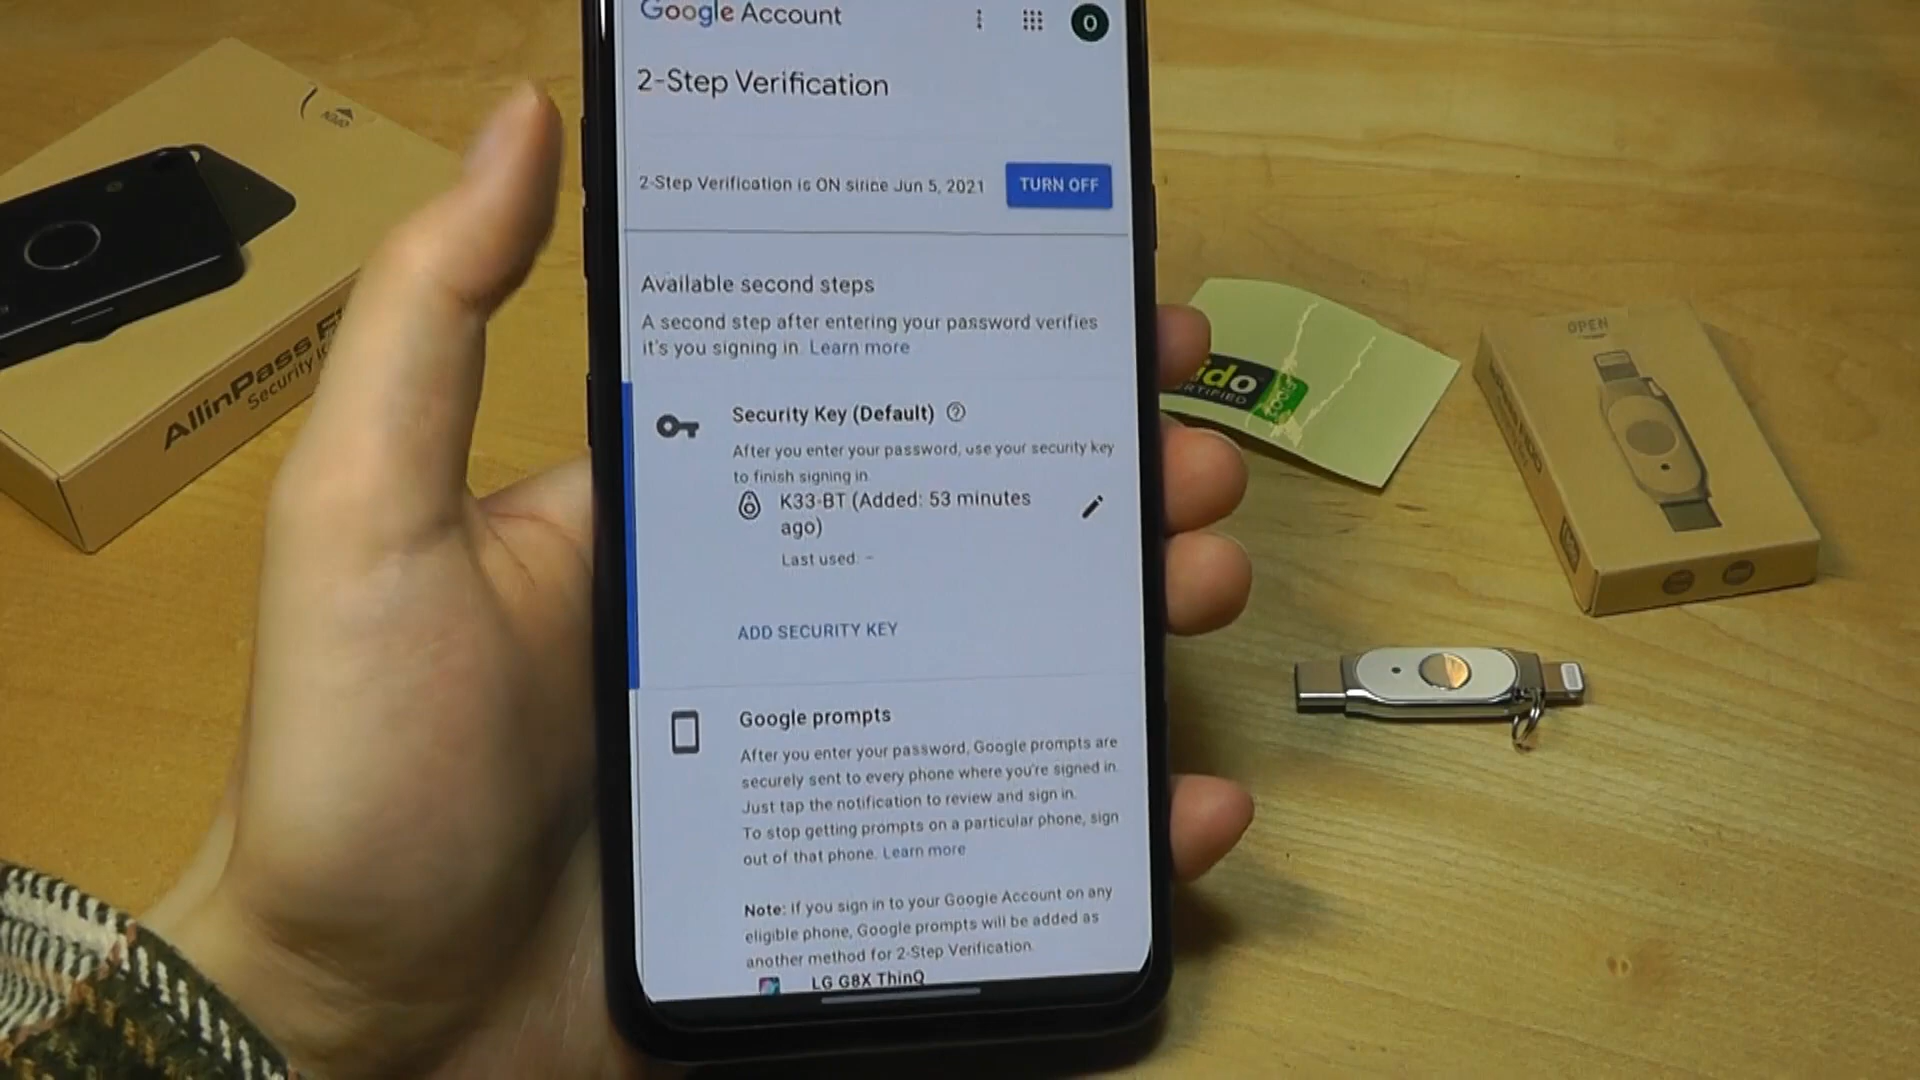 Google Account
O
2-Step Verification
2-Step Verification is ON since Jun 5, 2021
TURN OFF
Available second steps
A second step after entering your password verifies
it's you signing in. Learn more
Security Key (Default)
After you enter your password, use your security key
to finish signing in
K33-BT (Added: 53 minutes
ago)
Last used: -
ADD SECURITY KEY
Google prompts
After you enter your password, Google prompts are
securely sent to every phone where you're signed in.
Just tap the notification to review and sign in.
To stop getting prompts on a particular phone, sign
out of that phone. Learn more
Note: If you sign in to your Google Account on any
eligible phone, Google prompts will be added as
another method for 2-Step Verification.
LG G8X ThinQ
OPEN
AllinPass
Security
ido
CERTIFIED
OPEN